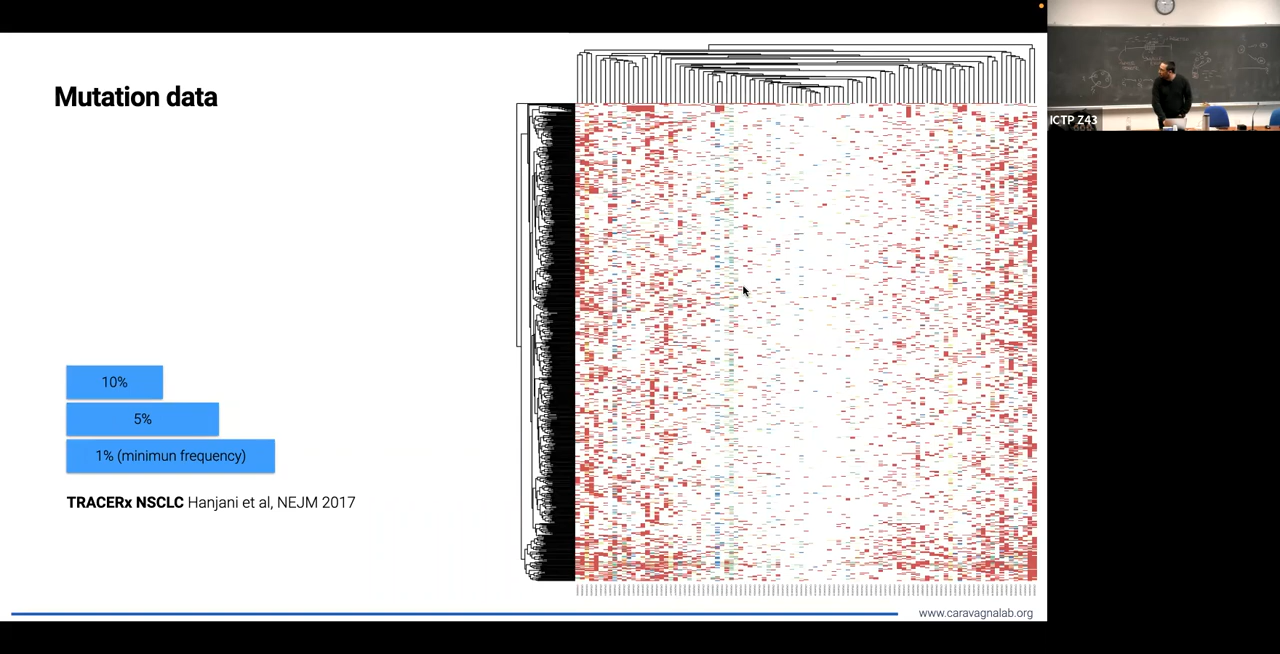 Mutation data
10%
5%
1% (minimun frequency)
TRACERx NSCLC Hanjani et al, NEJM 2017
www.caravagnalab.org
ICTP Z43